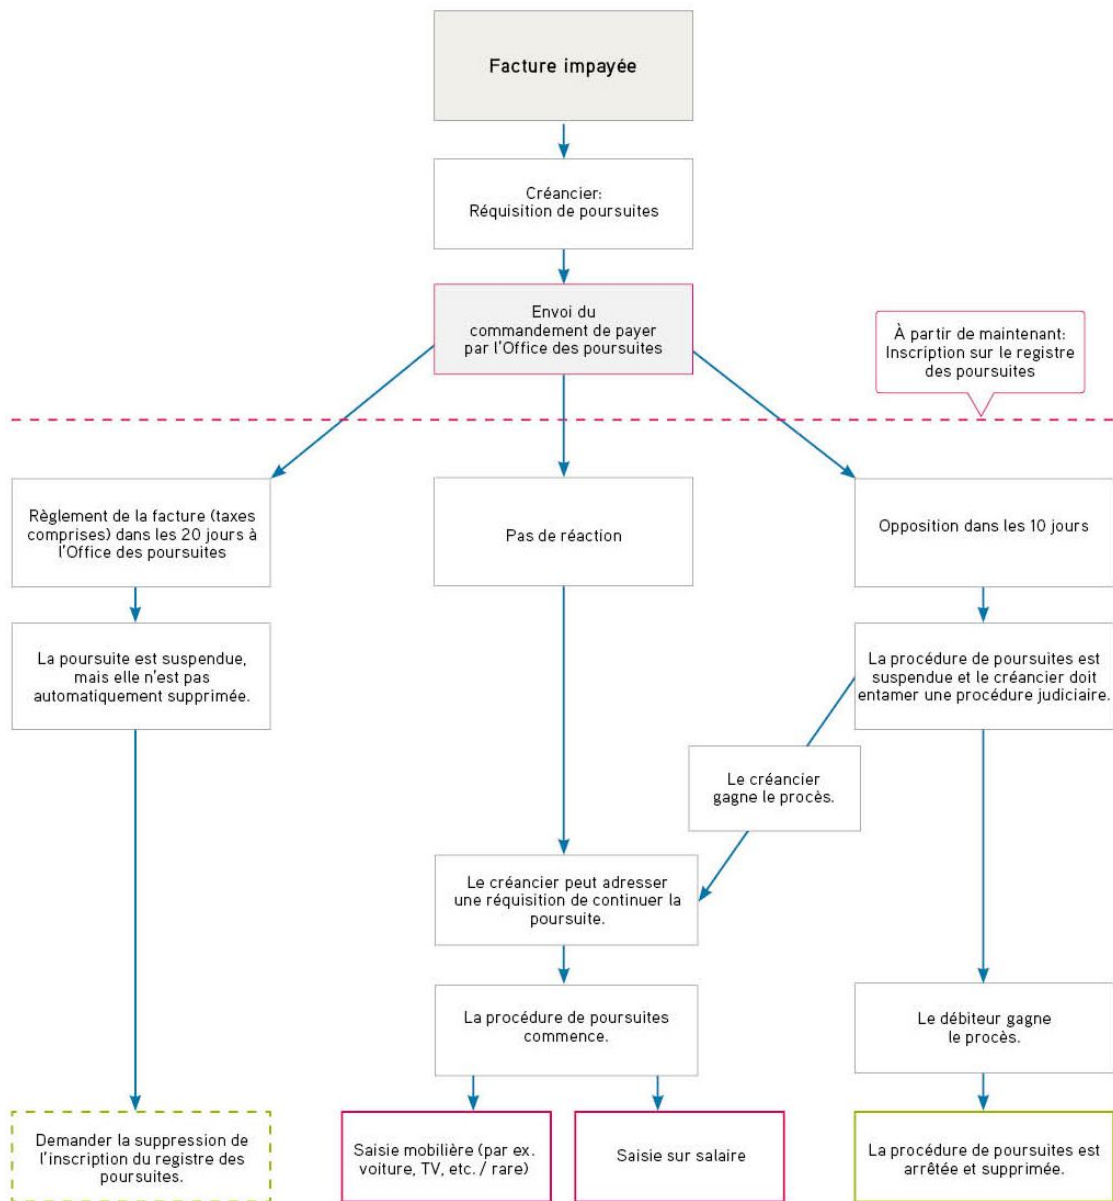 Facture impayée
Créancier:
Réquisition de poursuites
Envoi du
commandement de payer
par l'Office des poursuites
À partir de maintenant:
Inscription sur le registre
des poursuites
Règlement de la facture (taxes
comprises) dans les 20 jours à
l'Office des poursuites
Pas de réaction
Opposition dans les 10 jours
La poursuite est suspendue,
mais elle n'est pas
automatiquement supprimée.
La procédure de poursuites est
suspendue et le créancier doit
entamer une procédure judiciaire.
Le créancier
gagne le procès.
Le créancier peut adresser
une réquisition de continuer la
poursuite.
La procédure de poursuites
commence.
Le débiteur gagne
le procès.
Demander la suppression de
l'inscription du registre des
poursuites.
Saisie mobilière (par ex.
voiture, TV, etc. / rare)
Saisie sur salaire
La procédure de poursuites est
arrêtée et supprimée.